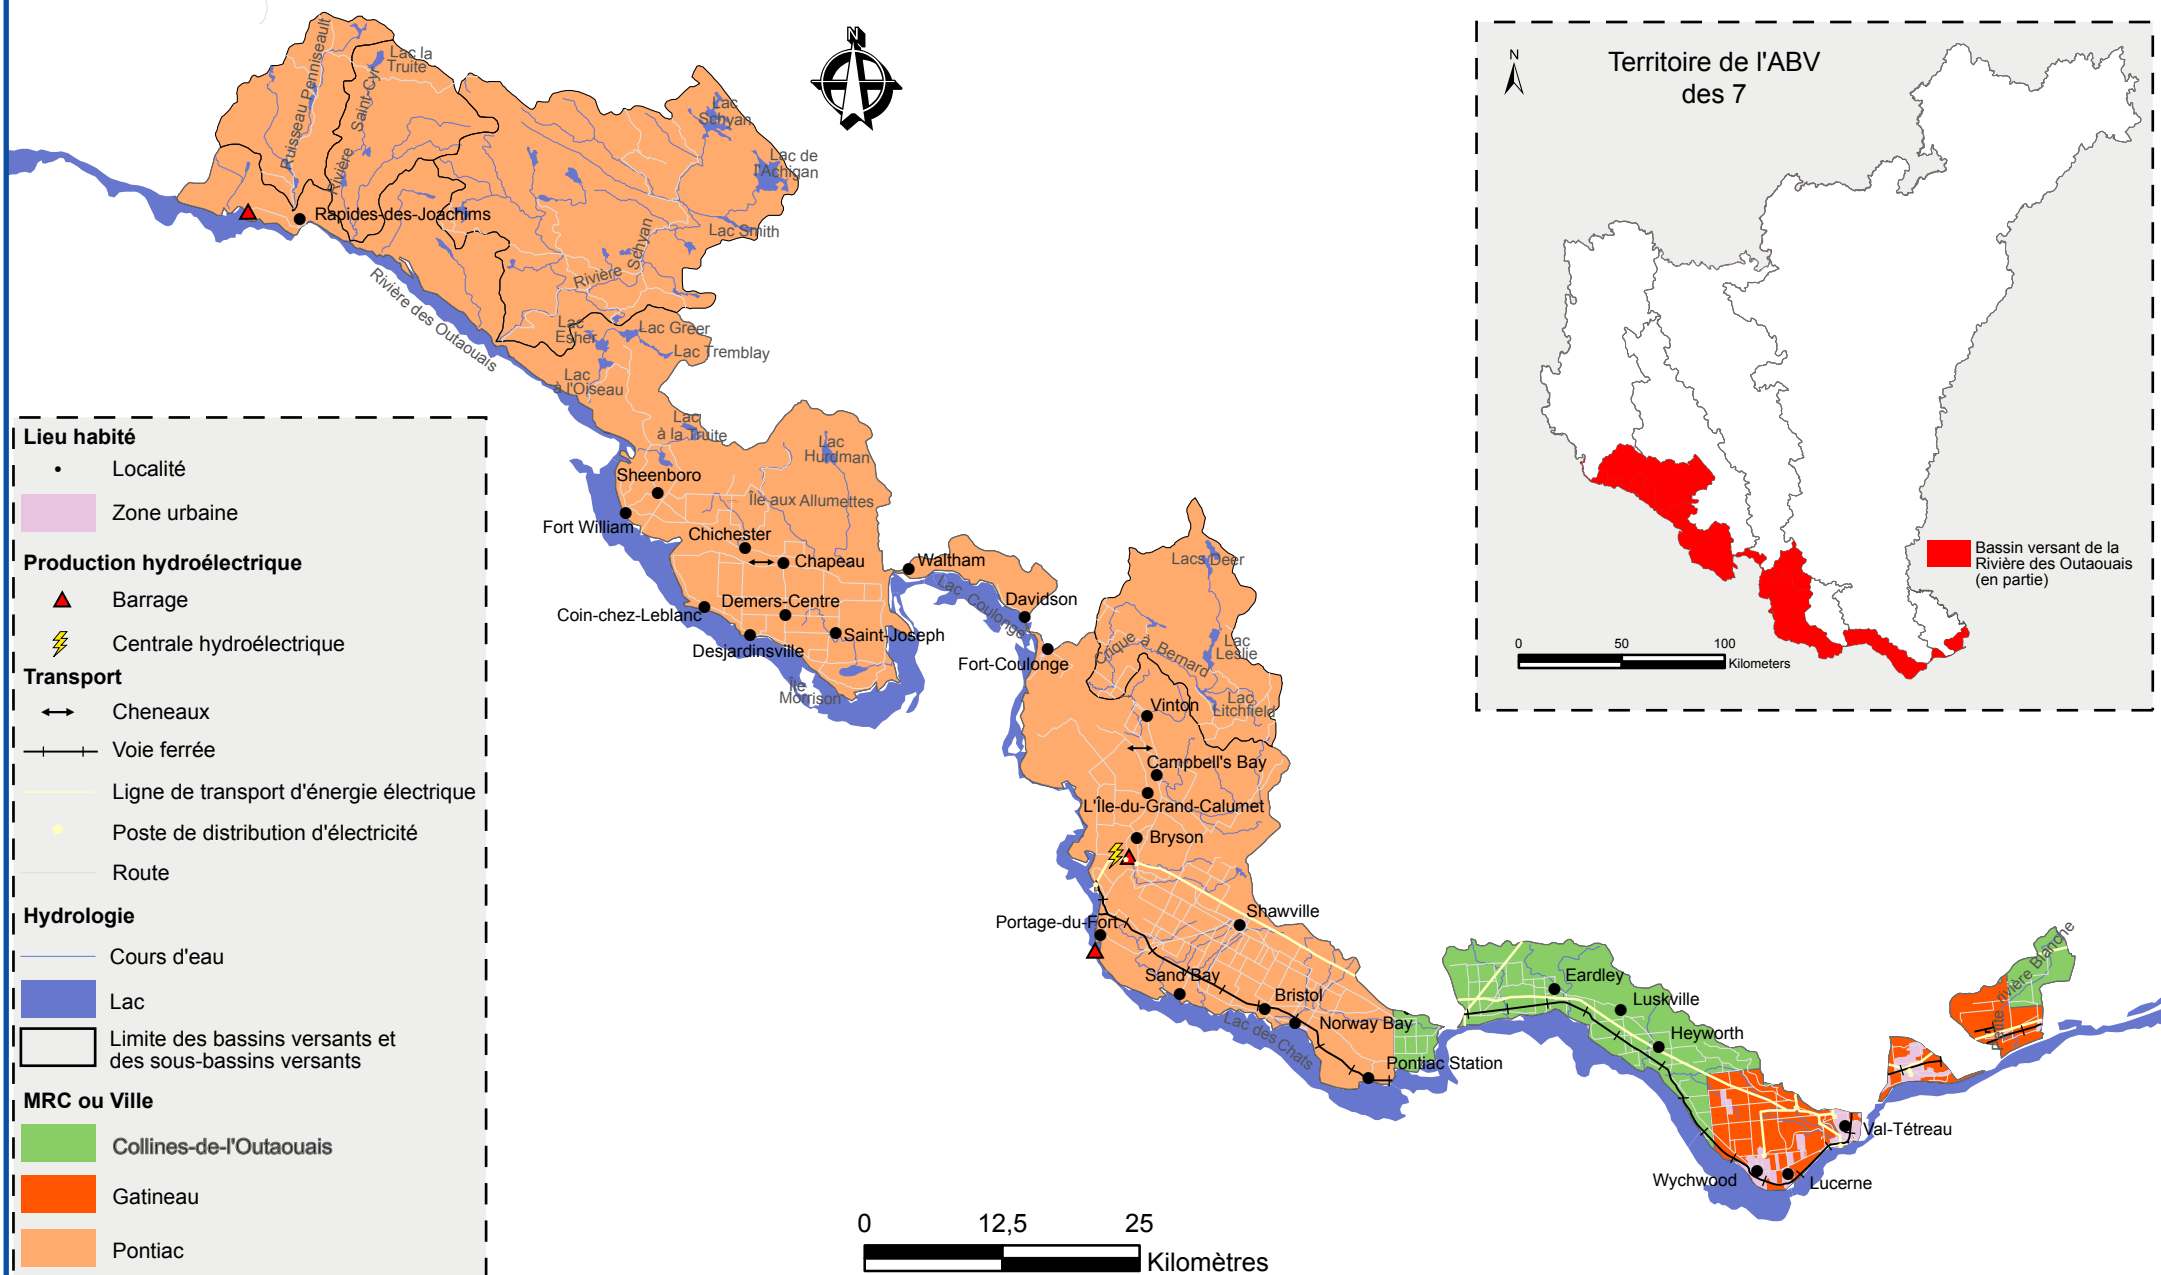 Ruisseau Penniseault
Rivière Saint-Cyr
Lac la
Truite
Lac
Schyan
Lac de
l'Achigan
Lac Smith
Rivière Schyan
Rapides-des-Joachims
Rivière des Outaouais
Lac
Esher
Lac Greer
Lac Tremblay
Lac
à l'Oiseau
Lac
à la Truite
Lac
Hurdman
Sheenboro
Île aux Allumettes
Fort William
Chichester
Chapeau
Waltham
Coin-chez-Leblanc
Demers-Centre
Desjardinsville
Saint-Joseph
Île
Morrison
Lac Coulonge
Davidson
Fort-Coulonge
Lacs Deer
Crique à Bernard
Lac
Leslie
Lac
Litchfield
Vinton
Campbell's Bay
L'Île-du-Grand-Calumet
Bryson
Portage-du-Fort
Shawville
Sand Bay
Bristol
Norway Bay
Lac des Chats
Pontiac Station
Eardley
Luskville
Heyworth
Petite rivière Blanche
Val-Tétreau
Wychwood
Lucerne
N
N
Territoire de l'ABV
des 7
Bassin versant de la
Rivière des Outaouais
(en partie)
0 50 100
Kilometers
Lieu habité
Localité
Zone urbaine
Production hydroélectrique
Barrage
Centrale hydroélectrique
Transport
Cheneaux
Voie ferrée
Ligne de transport d'énergie électrique
Poste de distribution d'électricité
Route
Hydrologie
Cours d'eau
Lac
Limite des bassins versants et
des sous-bassins versants
MRC ou Ville
Collines-de-l'Outaouais
Gatineau
Pontiac
0 12,5 25
Kilomètres